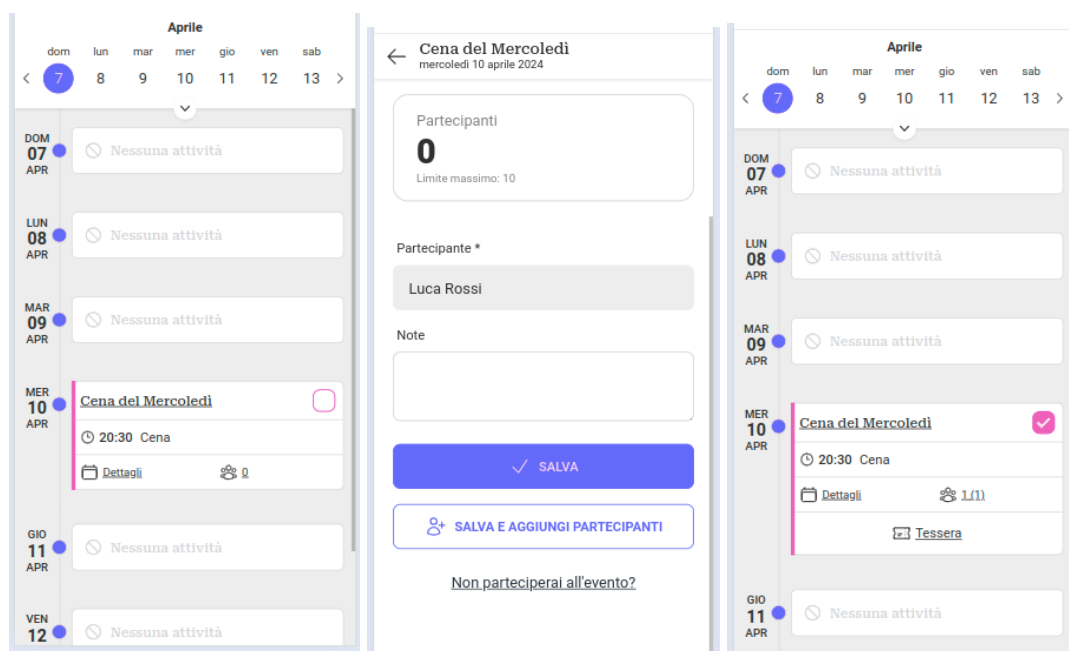 Aprile
dom lun mar mer gio ven sab
7 8 9 10 11 12 13
DOM
07
APR
Nessuna attività
LUN
08
APR
Nessuna attività
MAR
09
APR
Nessuna attività
MER
10
APR
Cena del Mercoledì
20:30 Cena
Dettagli 0
GIO
11
APR
Nessuna attività
VEN
12
Nessuna attività
Cena del Mercoledì
mercoledì 10 aprile 2024
Partecipanti
0
Limite massimo: 10
Partecipante *
Luca Rossi
Note
SALVA
SALVA E AGGIUNGI PARTECIPANTI
Non parteciperai all'evento?
Aprile
dom lun mar mer gio ven sab
7 8 9 10 11 12 13
DOM
07
APR
Nessuna attività
LUN
08
APR
Nessuna attività
MAR
09
APR
Nessuna attività
MER
10
APR
Cena del Mercoledì
20:30 Cena
Dettagli 1 (1)
Tessera
GIO
11
APR
Nessuna attività